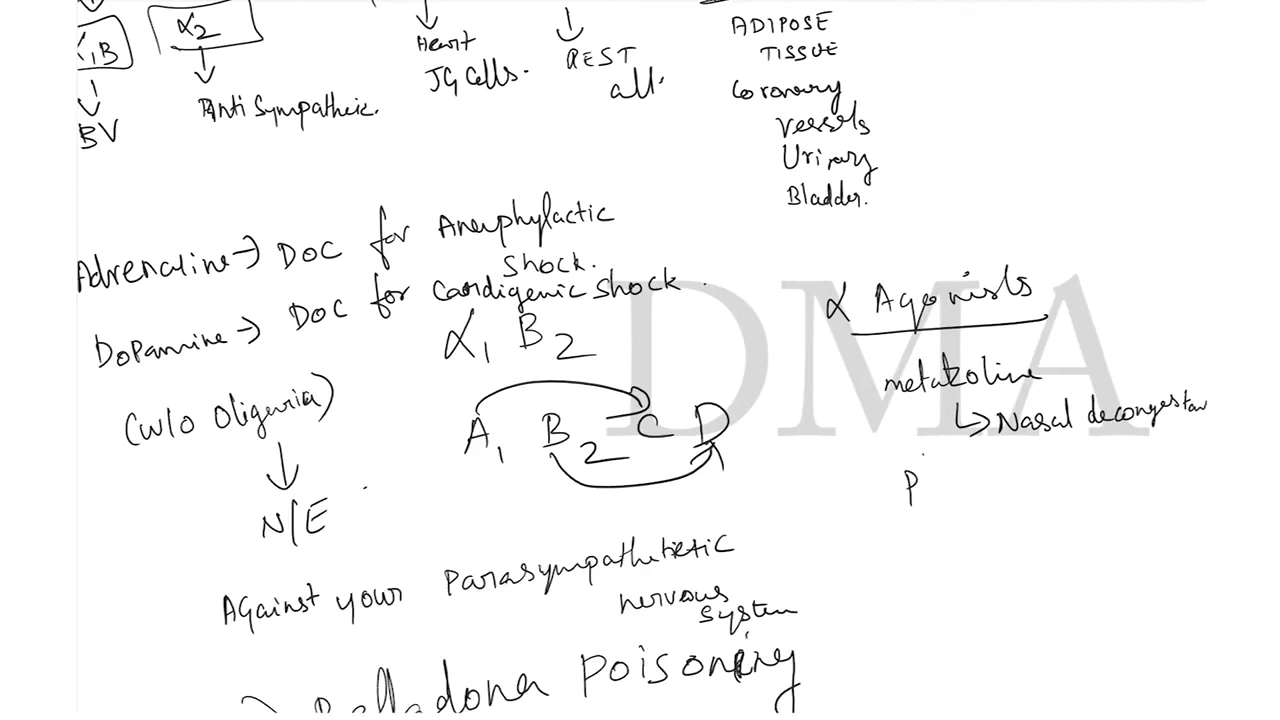 α2
α1B
Heart
JG Cells.
REST
all.
ADIPOSE
TISSUE
Coronary
Vessels
Urinary
Bladder.
Anti Sympathetic.
BV
Adrenaline → DOC for Anaphylactic
Shock.
Dopamine → DOC for Cardigenic Shock.
(w/o Oliguria)
N/E
α1 B2
A1 B2 C D
DMA
α Agonists
metazoline
Nasal decongestan
P
Against your Parasympathetic
nervous
system
Belladona Poisoning